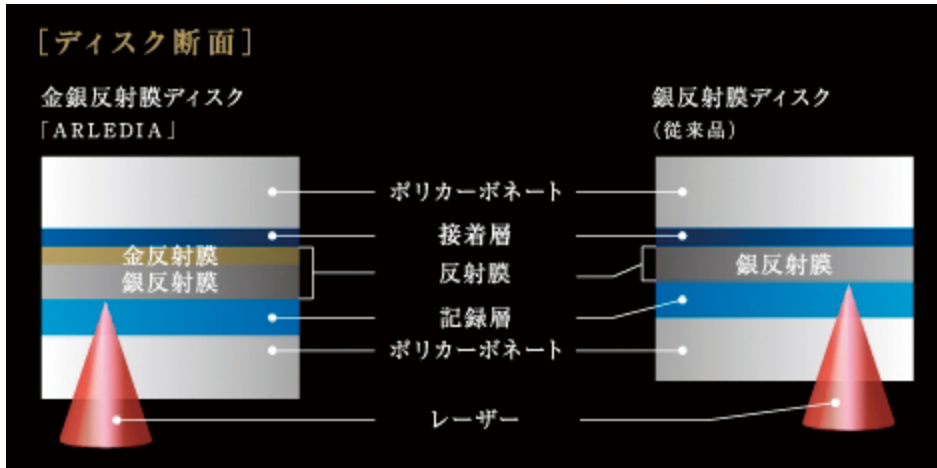 [ディスク断面]
金銀反射膜ディスク
「ARLEDIA」
銀反射膜ディスク
(従来品)
ポリカーボネート
接着層
金反射膜
銀反射膜
反射膜
銀反射膜
記録層
ポリカーボネート
レーザー